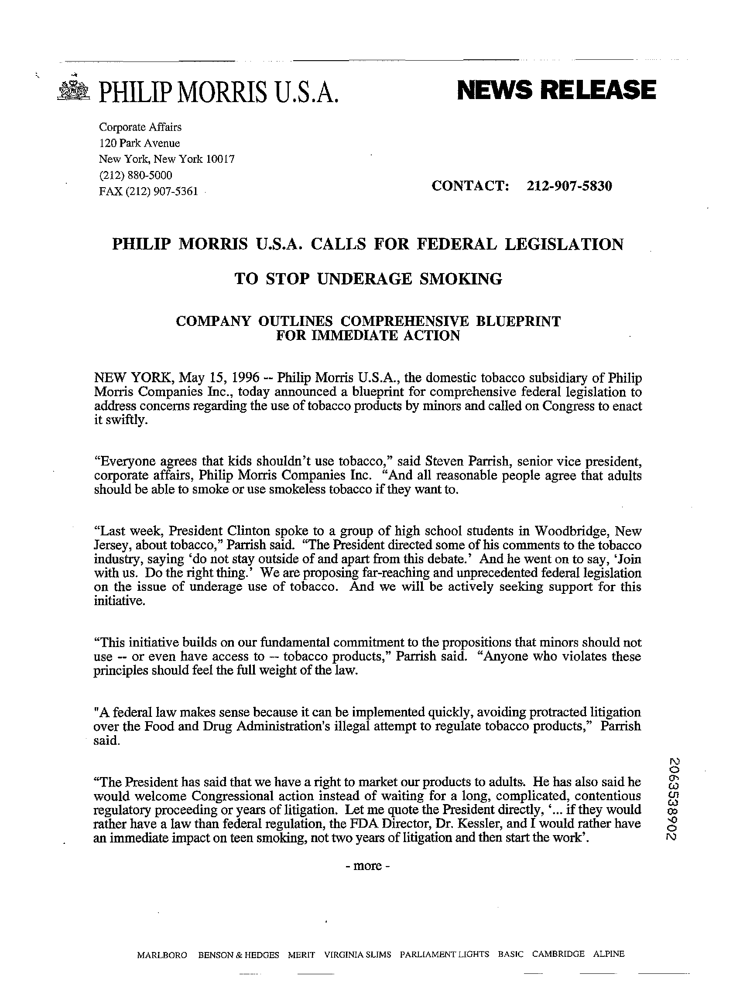 PHILIP MORRIS U.S.A.
NEWS RELEASE
Corporate Affairs
120 Park Avenue
New York, New York 10017
(212) 880-5000
FAX (212) 907-5361
CONTACT: 212-907-5830
PHILIP MORRIS U.S.A. CALLS FOR FEDERAL LEGISLATION
TO STOP UNDERAGE SMOKING
COMPANY OUTLINES COMPREHENSIVE BLUEPRINT
FOR IMMEDIATE ACTION
NEW YORK, May 15, 1996 -- Philip Morris U.S.A., the domestic tobacco subsidiary of Philip
Morris Companies Inc., today announced a blueprint for comprehensive federal legislation to
address concerns regarding the use of tobacco products by minors and called on Congress to enact
it swiftly.
“Everyone agrees that kids shouldn’t use tobacco,” said Steven Parrish, senior vice president,
corporate affairs, Philip Morris Companies Inc. “And all reasonable people agree that adults
should be able to smoke or use smokeless tobacco if they want to.
“Last week, President Clinton spoke to a group of high school students in Woodbridge, New
Jersey, about tobacco,” Parrish said. “The President directed some of his comments to the tobacco
industry, saying ‘do not stay outside of and apart from this debate.’ And he went on to say, ‘Join
with us. Do the right thing.’ We are proposing far-reaching and unprecedented federal legislation
on the issue of underage use of tobacco. And we will be actively seeking support for this
initiative.
“This initiative builds on our fundamental commitment to the propositions that minors should not
use -- or even have access to -- tobacco products,” Parrish said. “Anyone who violates these
principles should feel the full weight of the law.
"A federal law makes sense because it can be implemented quickly, avoiding protracted litigation
over the Food and Drug Administration’s illegal attempt to regulate tobacco products,” Parrish
said.
“The President has said that we have a right to market our products to adults. He has also said he
would welcome Congressional action instead of waiting for a long, complicated, contentious
regulatory proceeding or years of litigation. Let me quote the President directly, ‘... if they would
rather have a law than federal regulation, the FDA Director, Dr. Kessler, and I would rather have
an immediate impact on teen smoking, not two years of litigation and then start the work’.
- more -
2063538902
MARLBORO BENSON & HEDGES MERIT VIRGINIA SLIMS PARLIAMENT LIGHTS BASIC CAMBRIDGE ALPINE